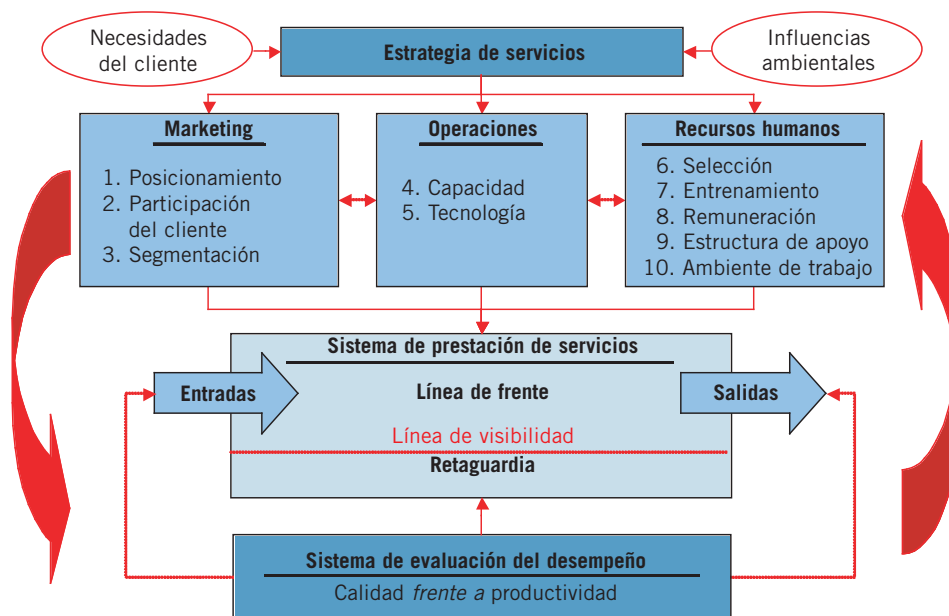 Necesidades
del cliente
Estrategia de servicios
Influencias
ambientales
Marketing
1. Posicionamiento
2. Participación
del cliente
3. Segmentación
Operaciones
4. Capacidad
5. Tecnología
Recursos humanos
6. Selección
7. Entrenamiento
8. Remuneración
9. Estructura de apoyo
10. Ambiente de trabajo
Sistema de prestación de servicios
Entradas
Línea de frente
Salidas
Línea de visibilidad
Retaguardia
Sistema de evaluación del desempeño
Calidad frente a productividad